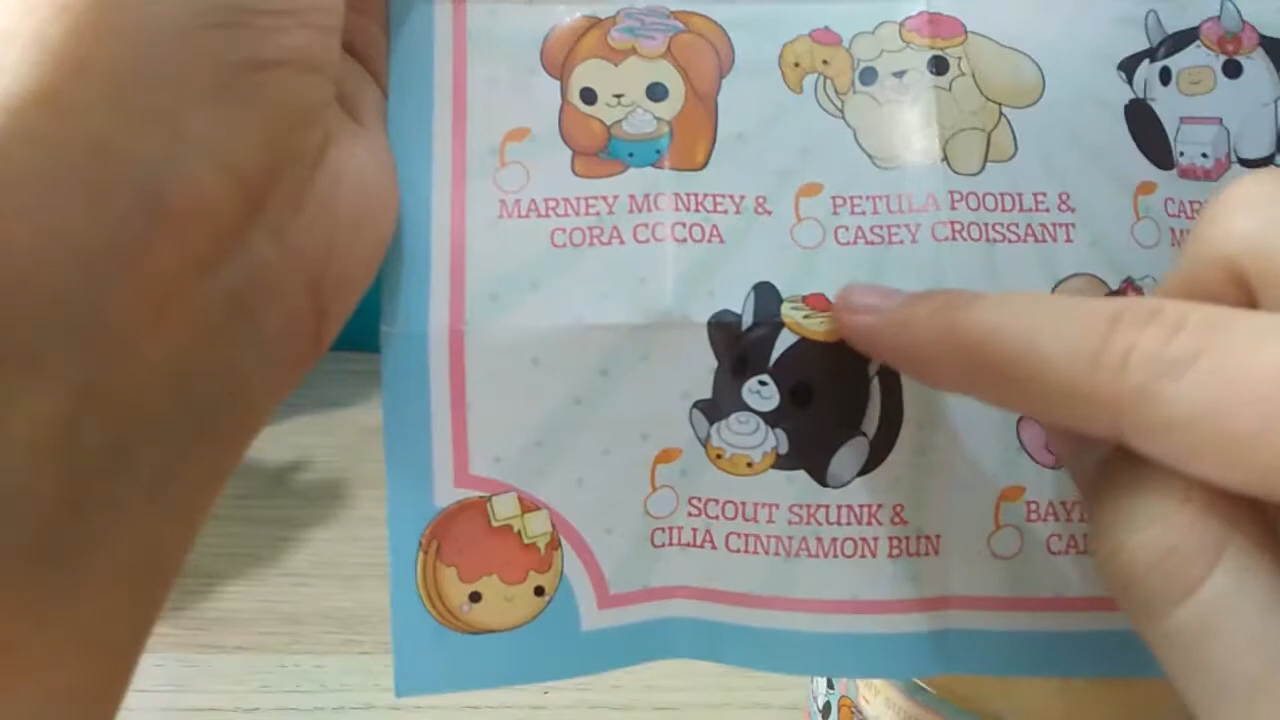 MARNEY MONKEY &
CORA COCOA
PETULA POODLE &
CASEY CROISSANT
SCOUT SKUNK &
CILIA CINNAMON BUN